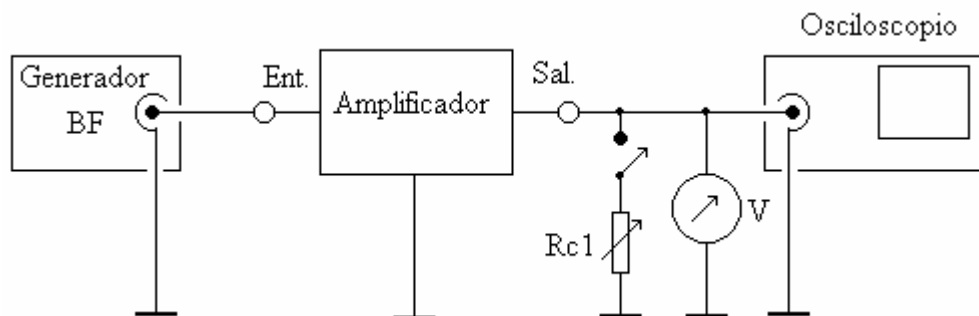 Osciloscopio
Generador
BF
Ent.
Amplificador
Sal.
Rc1
V